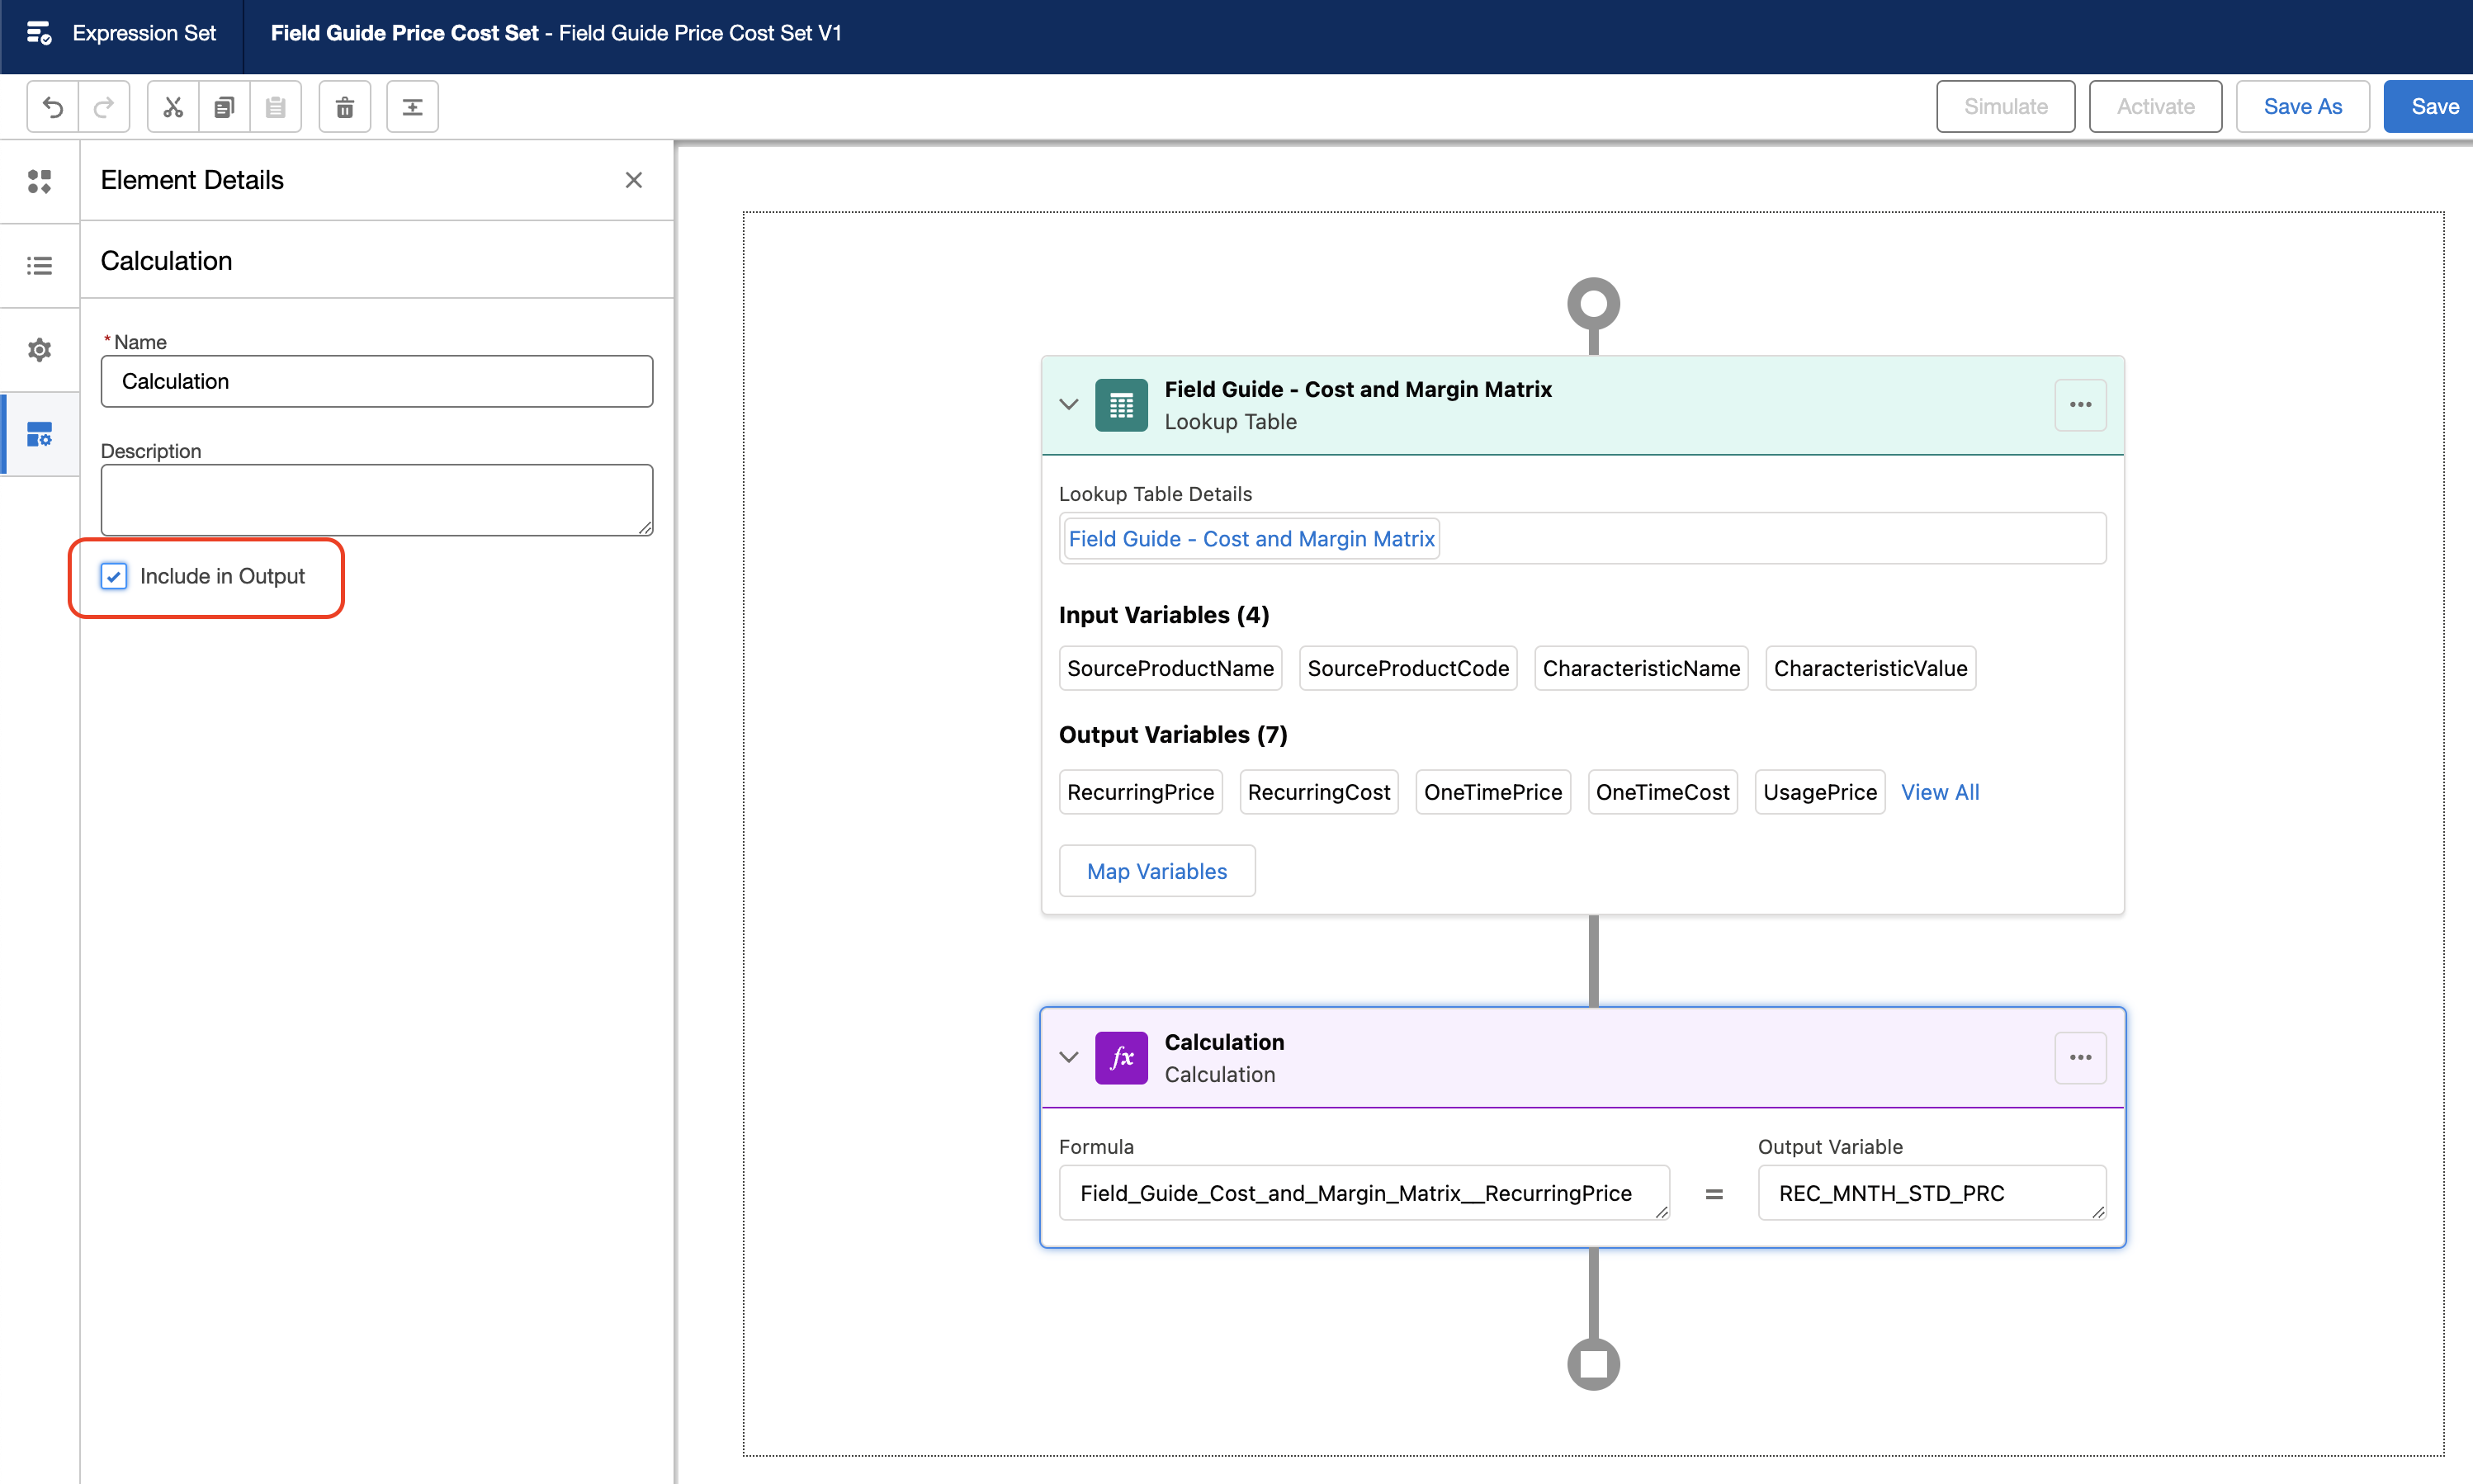 Expression Set
Field Guide Price Cost Set - Field Guide Price Cost Set V1
Simulate
Activate
Save As
Save
Element Details
Calculation
*Name
Calculation
Description
Include in Output
Field Guide - Cost and Margin Matrix
Lookup Table
Lookup Table Details
Field Guide - Cost and Margin Matrix
Input Variables (4)
SourceProductName SourceProductCode CharacteristicName CharacteristicValue
Output Variables (7)
RecurringPrice RecurringCost OneTimePrice OneTimeCost UsagePrice View All
Map Variables
fx
Calculation
Calculation
Formula
Output Variable
Field_Guide_Cost_and_Margin_Matrix__RecurringPrice = REC_MNTH_STD_PRC